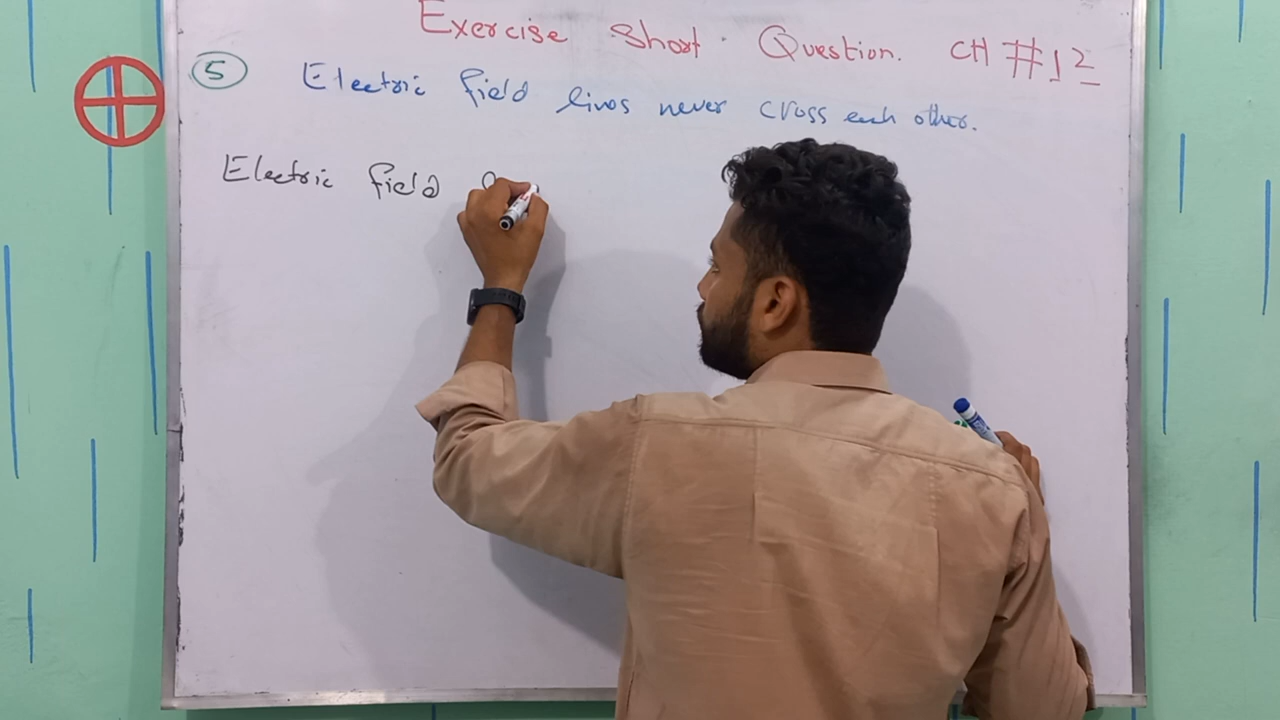 Exercise Short Question. CH #12
5 Electric field lines never cross each other.
Electric field